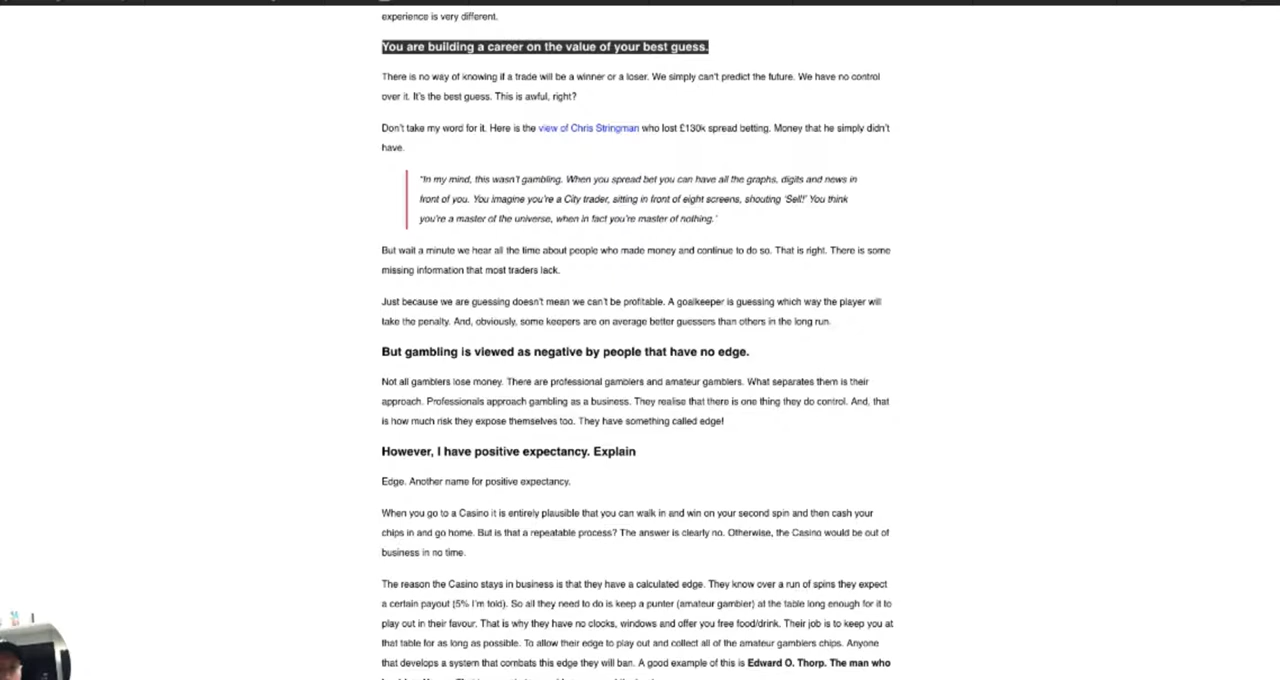 experience is very different.
You are building a career on the value of your best guess.
There is no way of knowing if a trade will be a winner or a loser. We simply can't predict the future. We have no control
over it. It's the best guess. This is awful, right?
Don't take my word for it. Here is the view of Chris Stringman who lost £130k spread betting. Money that he simply didn't
have.
"In my mind, this wasn't gambling. When you spread bet you can have all the graphs, digits and news in
front of you. You imagine you're a City trader, sitting in front of eight screens, shouting 'Sell!' You think
you're a master of the universe, when in fact you're master of nothing."
But wait a minute we hear all the time about people who made money and continue to do so. That is right. There is some
missing information that most traders lack.
Just because we are guessing doesn't mean we can't be profitable. A goalkeeper is guessing which way the player will
take the penalty. And, obviously, some keepers are on average better guessers than others in the long run.
But gambling is viewed as negative by people that have no edge.
Not all gamblers lose money. There are professional gamblers and amateur gamblers. What separates them is their
approach. Professionals approach gambling as a business. They realise that there is one thing they do control. And, that
is how much risk they expose themselves too. They have something called edge!
However, I have positive expectancy. Explain
Edge. Another name for positive expectancy.
When you go to a Casino it is entirely plausible that you can walk in and win on your second spin and then cash your
chips in and go home. But is that a repeatable process? The answer is clearly no. Otherwise, the Casino would be out of
business in no time.
The reason the Casino stays in business is that they have a calculated edge. They know over a run of spins they expect
a certain payout (5% I'm told). So all they need to do is keep a punter (amateur gambler) at the table long enough for it to
play out in their favour. That is why they have no clocks, windows and offer you free food/drink. Their job is to keep you at
that table for as long as possible. To allow their edge to play out and collect all of the amateur gamblers chips. Anyone
that develops a system that combats this edge they will ban. A good example of this is Edward O. Thorp. The man who